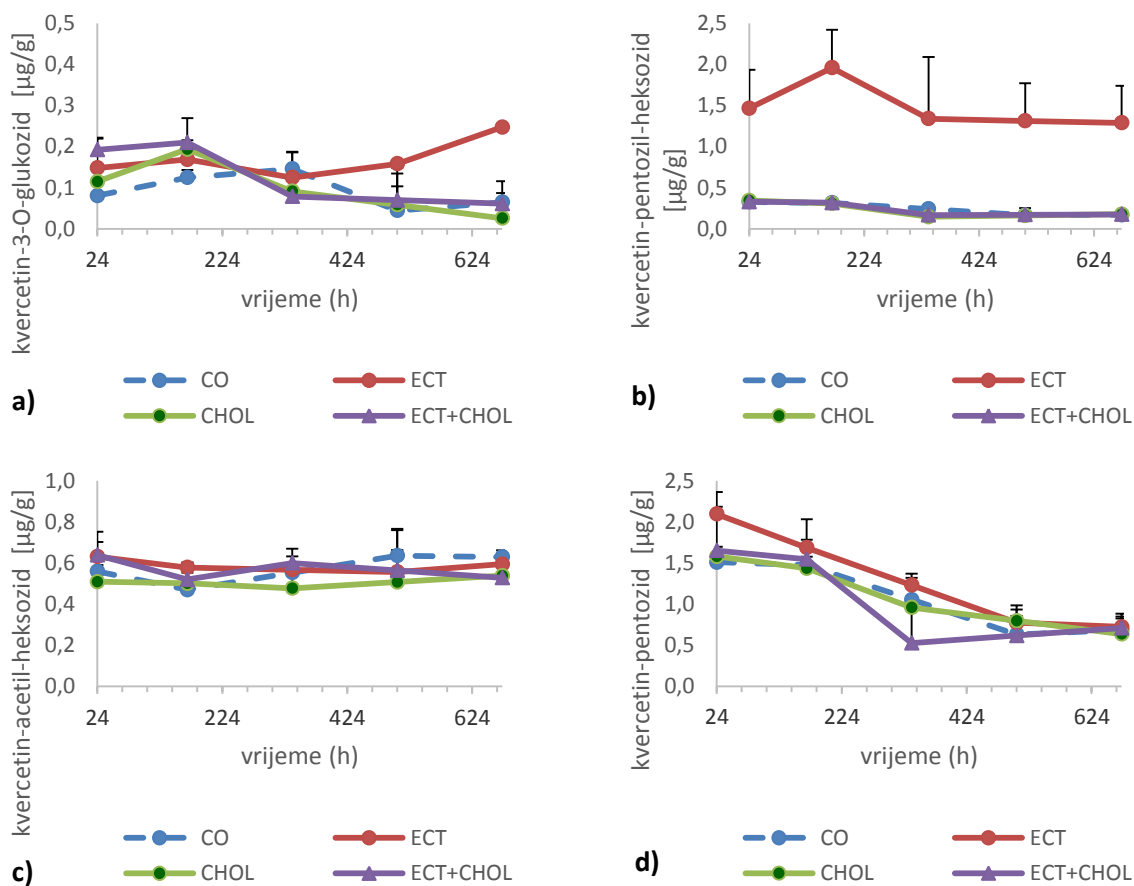 kvercetin-3-O-glukozid [µg/g]
0,5
0,4
0,3
0,2
0,1
0,0
24 224 424 624
vrijeme (h)
CO ECT
CHOL ECT+CHOL
a)
kvercetin-pentozil-heksozid
[µg/g]
2,5
2,0
1,5
1,0
0,5
0,0
24 224 424 624
vrijeme (h)
CO ECT
CHOL ECT+CHOL
b)
kvercetin-acetil-heksozid [µg/g]
1,0
0,8
0,6
0,4
0,2
0,0
24 224 424 624
vrijeme (h)
CO ECT
CHOL ECT+CHOL
c)
kvercetin-pentozid [µg/g]
2,5
2,0
1,5
1,0
0,5
0,0
24 224 424 624
vrijeme (h)
CO ECT
CHOL ECT+CHOL
d)